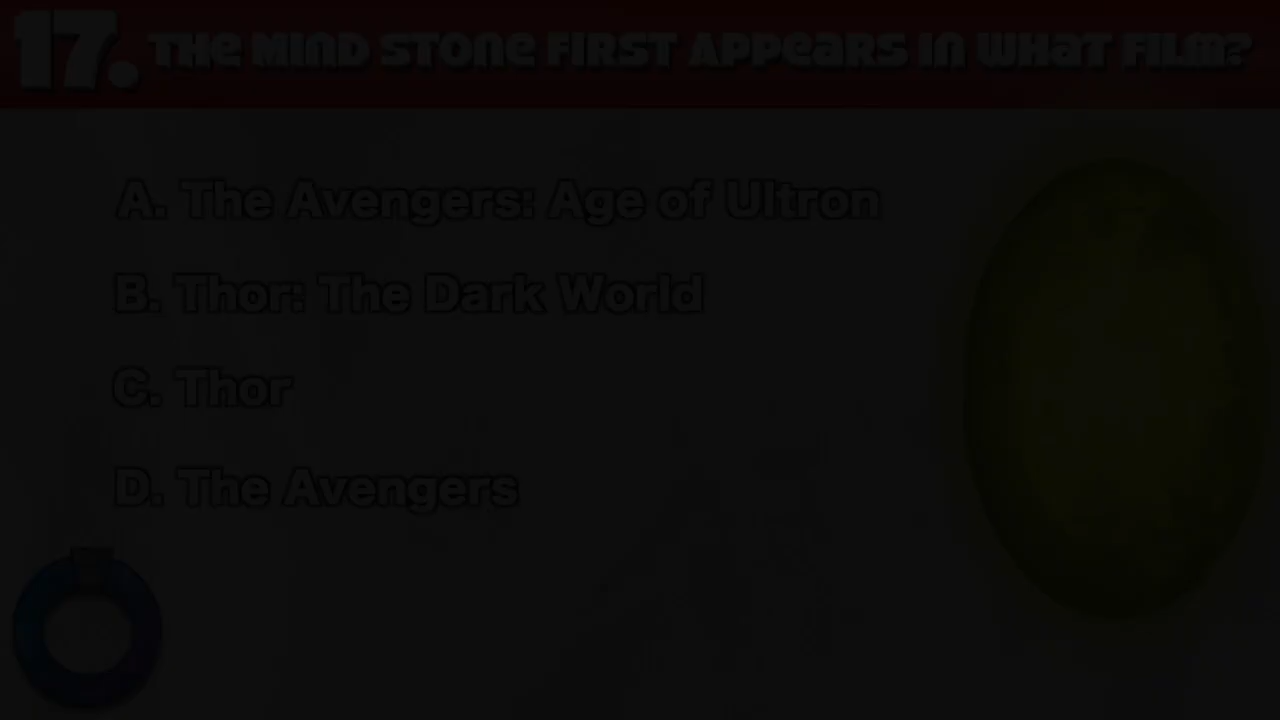 17. THE MIND STONE FIRST APPEARS IN WHAT FILM?
A. The Avengers: Age of Ultron
B. Thor: The Dark World
C. Thor
D. The Avengers